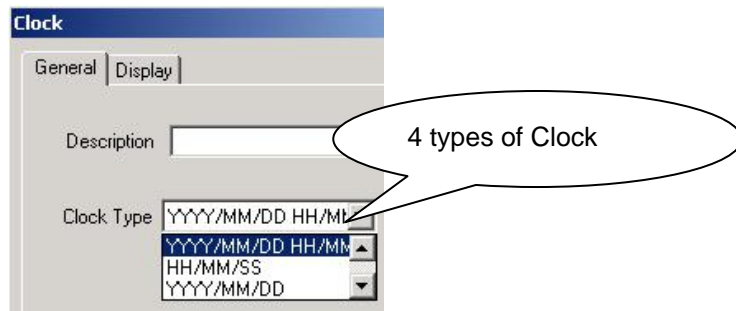 Clock
General Display
Description
4 types of Clock
Clock Type YYYY/MM/DD HH/M
YYYY/MM/DD HH/MM
HH/MM/SS
YYYY/MM/DD